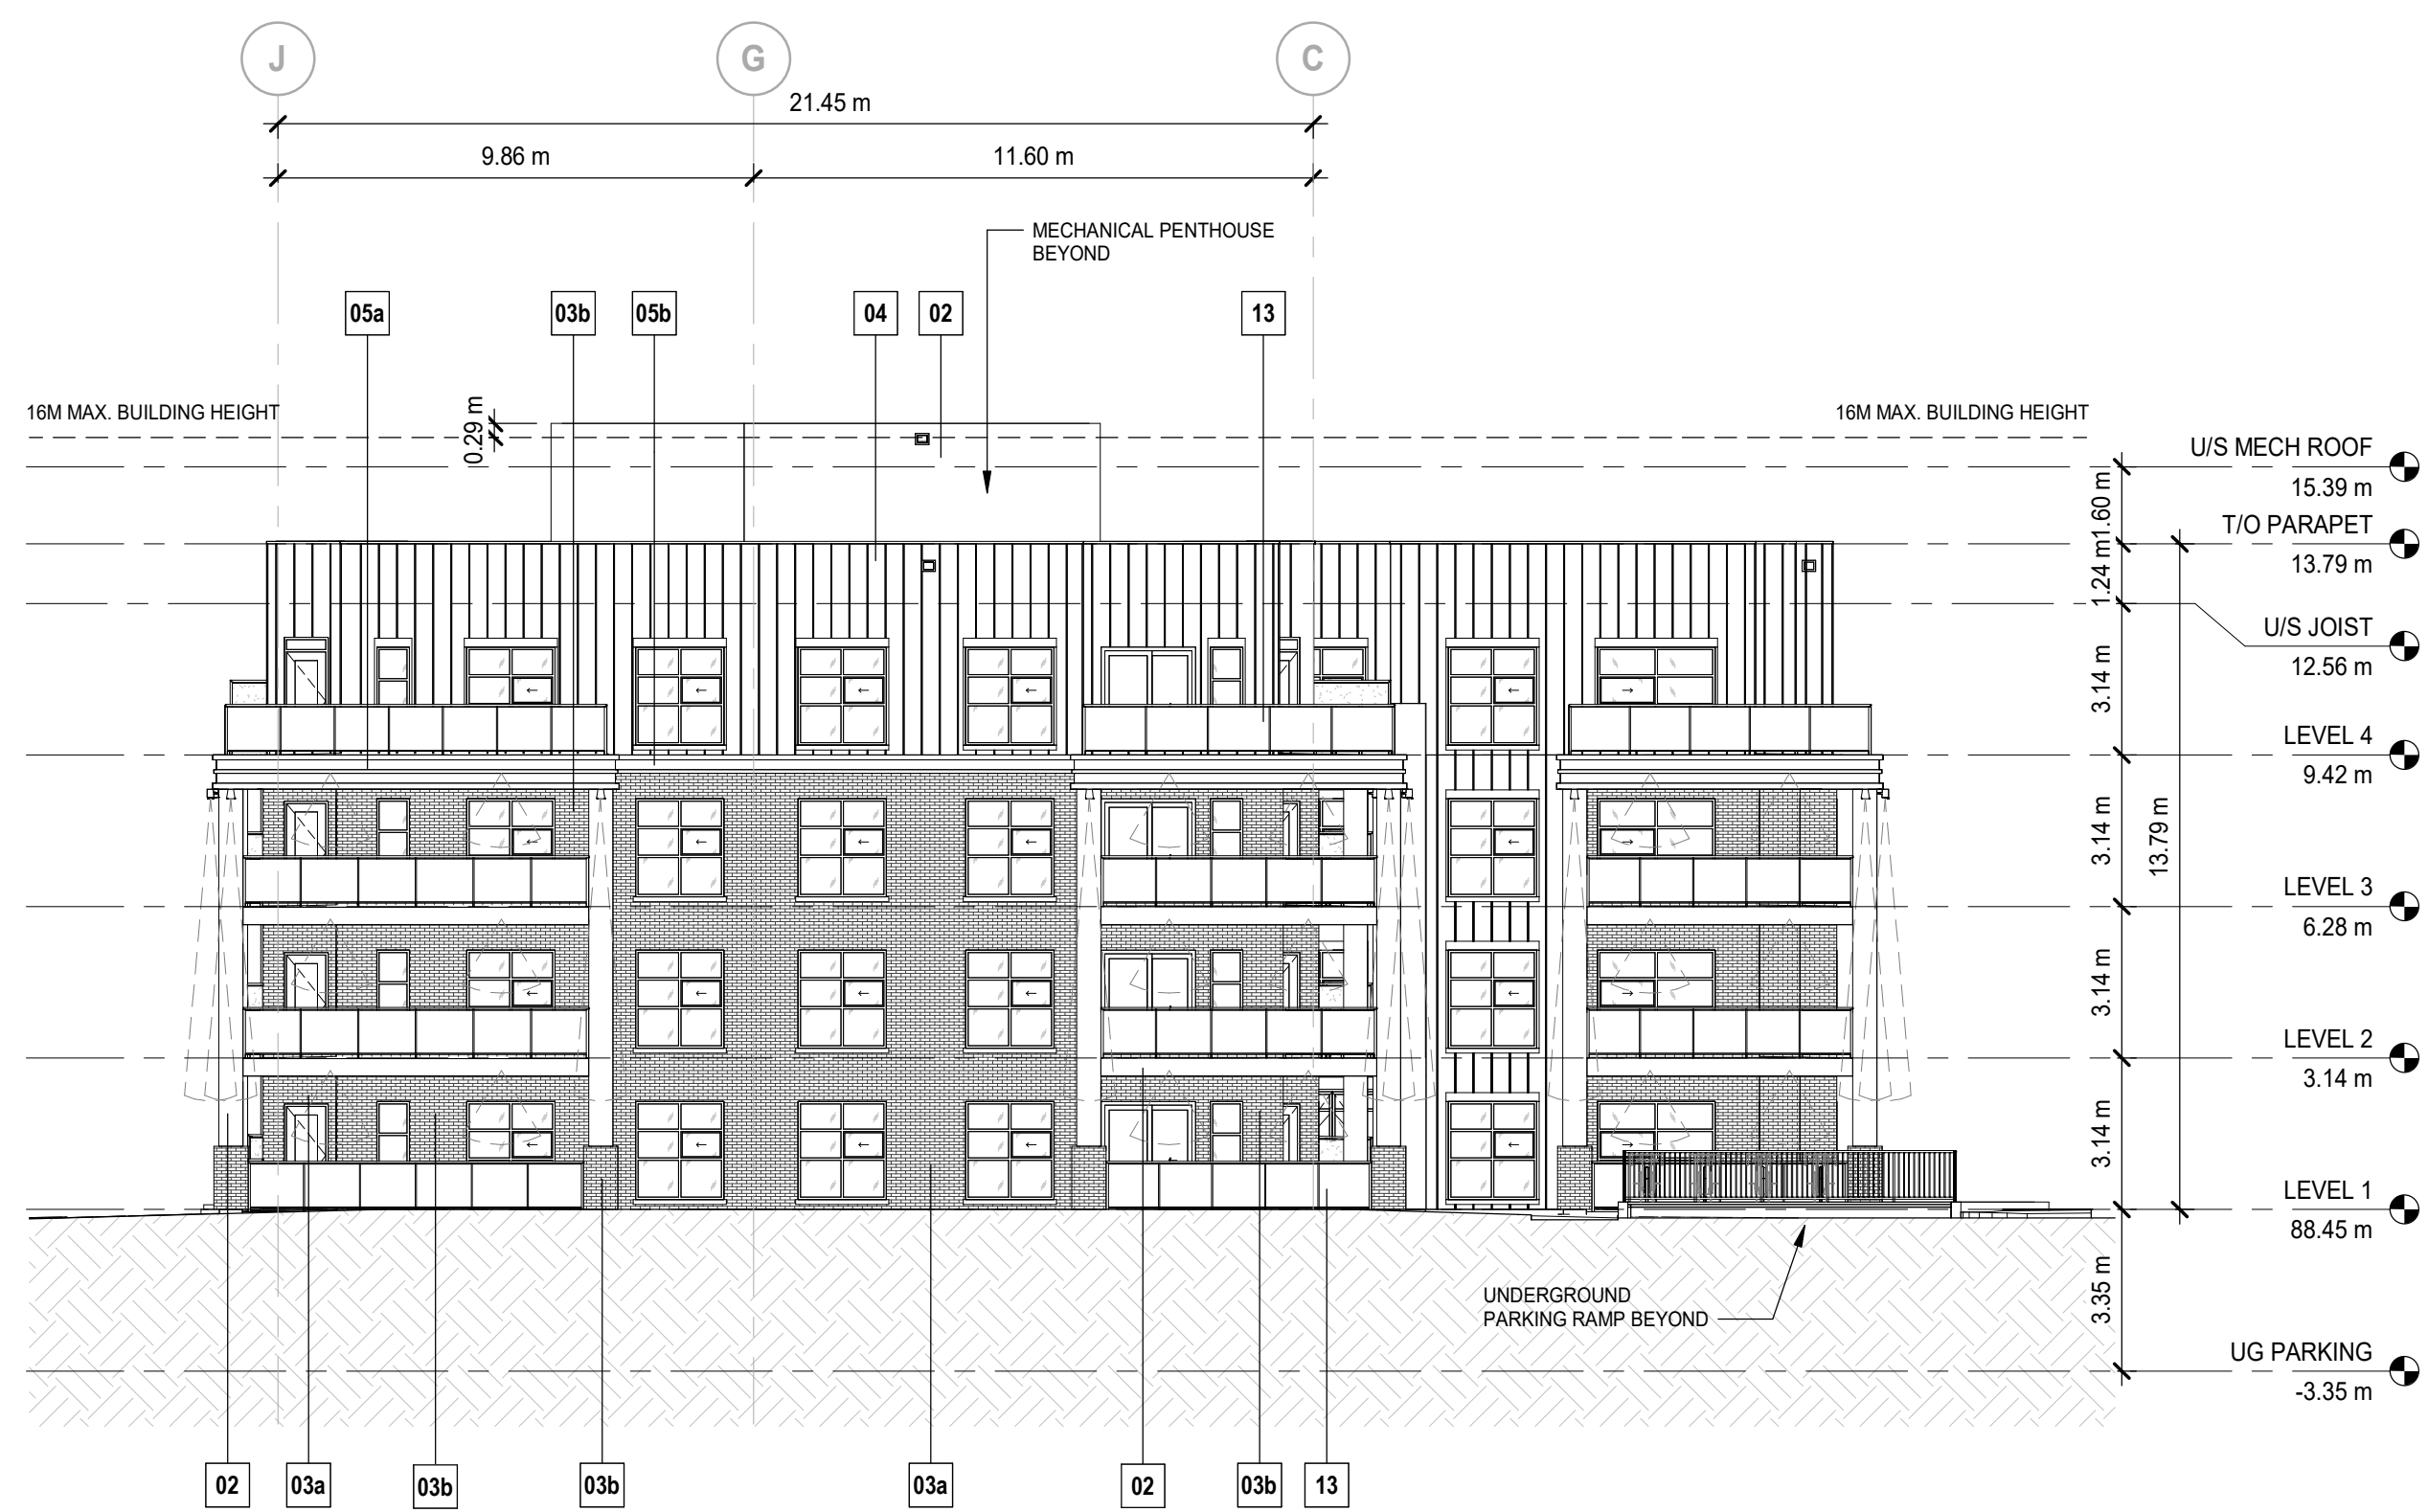 J
G
C
21.45 m
9.86 m
11.60 m
MECHANICAL PENTHOUSE
BEYOND
05a
03b
05b
04
02
13
16M MAX. BUILDING HEIGHT
16M MAX. BUILDING HEIGHT
0.29 m
U/S MECH ROOF
15.39 m
1.60 m
T/O PARAPET
13.79 m
1.24 m
U/S JOIST
12.56 m
3.14 m
LEVEL 4
9.42 m
3.14 m
13.79 m
LEVEL 3
6.28 m
3.14 m
LEVEL 2
3.14 m
3.14 m
LEVEL 1
88.45 m
UNDERGROUND
PARKING RAMP BEYOND
3.35 m
UG PARKING
-3.35 m
02
03a
03b
03b
03a
02
03b
13